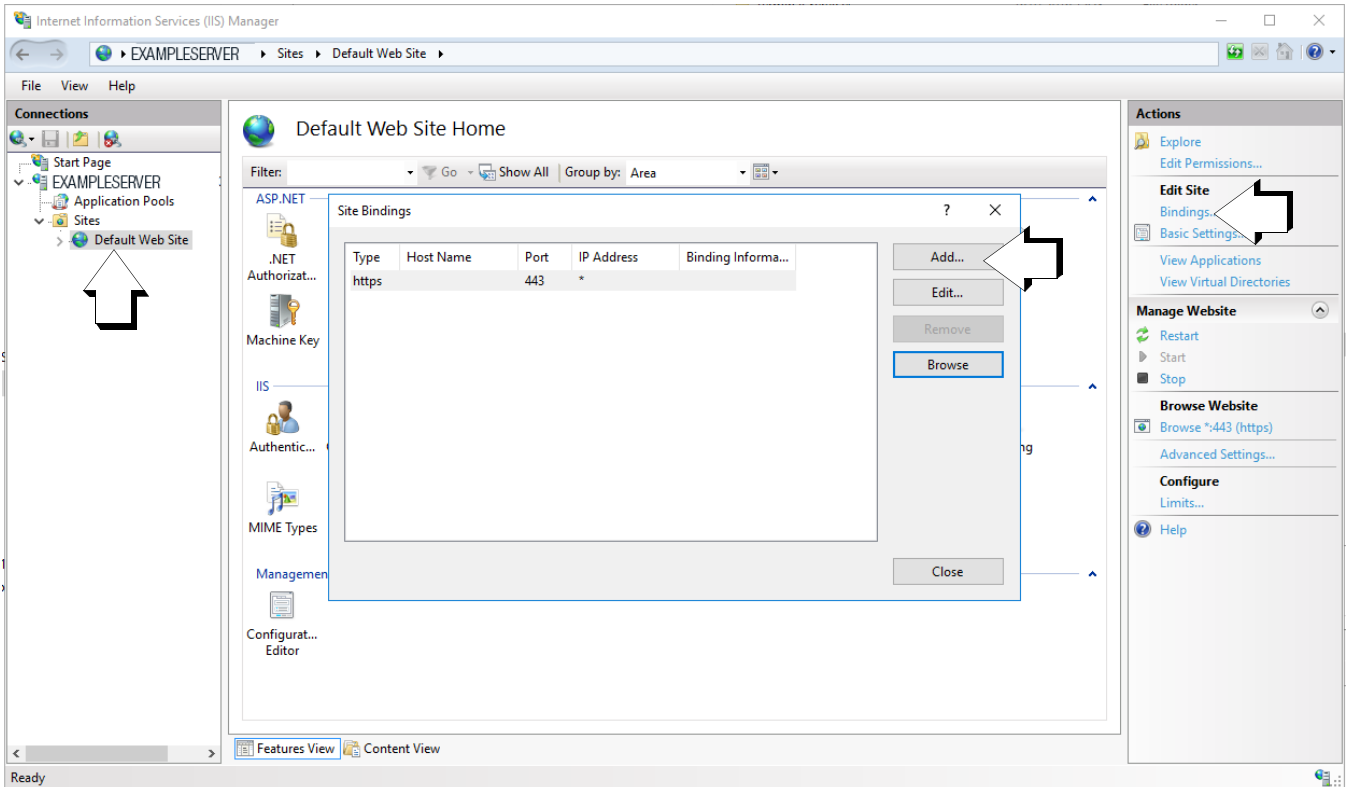 Internet Information Services (IIS) Manager
EXAMPLESERVER Sites Default Web Site
File View Help
Connections
Start Page
EXAMPLESERVER
Application Pools
Sites
Default Web Site
Default Web Site Home
Filter: Go Show All Group by: Area
ASP.NET
.NET
Authorizat...
Machine Key
IIS
Authentic...
MIME Types
Managemen
Configurat...
Editor
Site Bindings ? ×
Type Host Name Port IP Address Binding Informa...
https 443 *
Add...
Edit...
Remove
Browse
Close
ng
Features View Content View
Actions
Explore
Edit Permissions...
Edit Site
Bindings...
Basic Settings...
View Applications
View Virtual Directories
Manage Website
Restart
Start
Stop
Browse Website
Browse *:443 (https)
Advanced Settings...
Configure
Limits...
Help
Ready